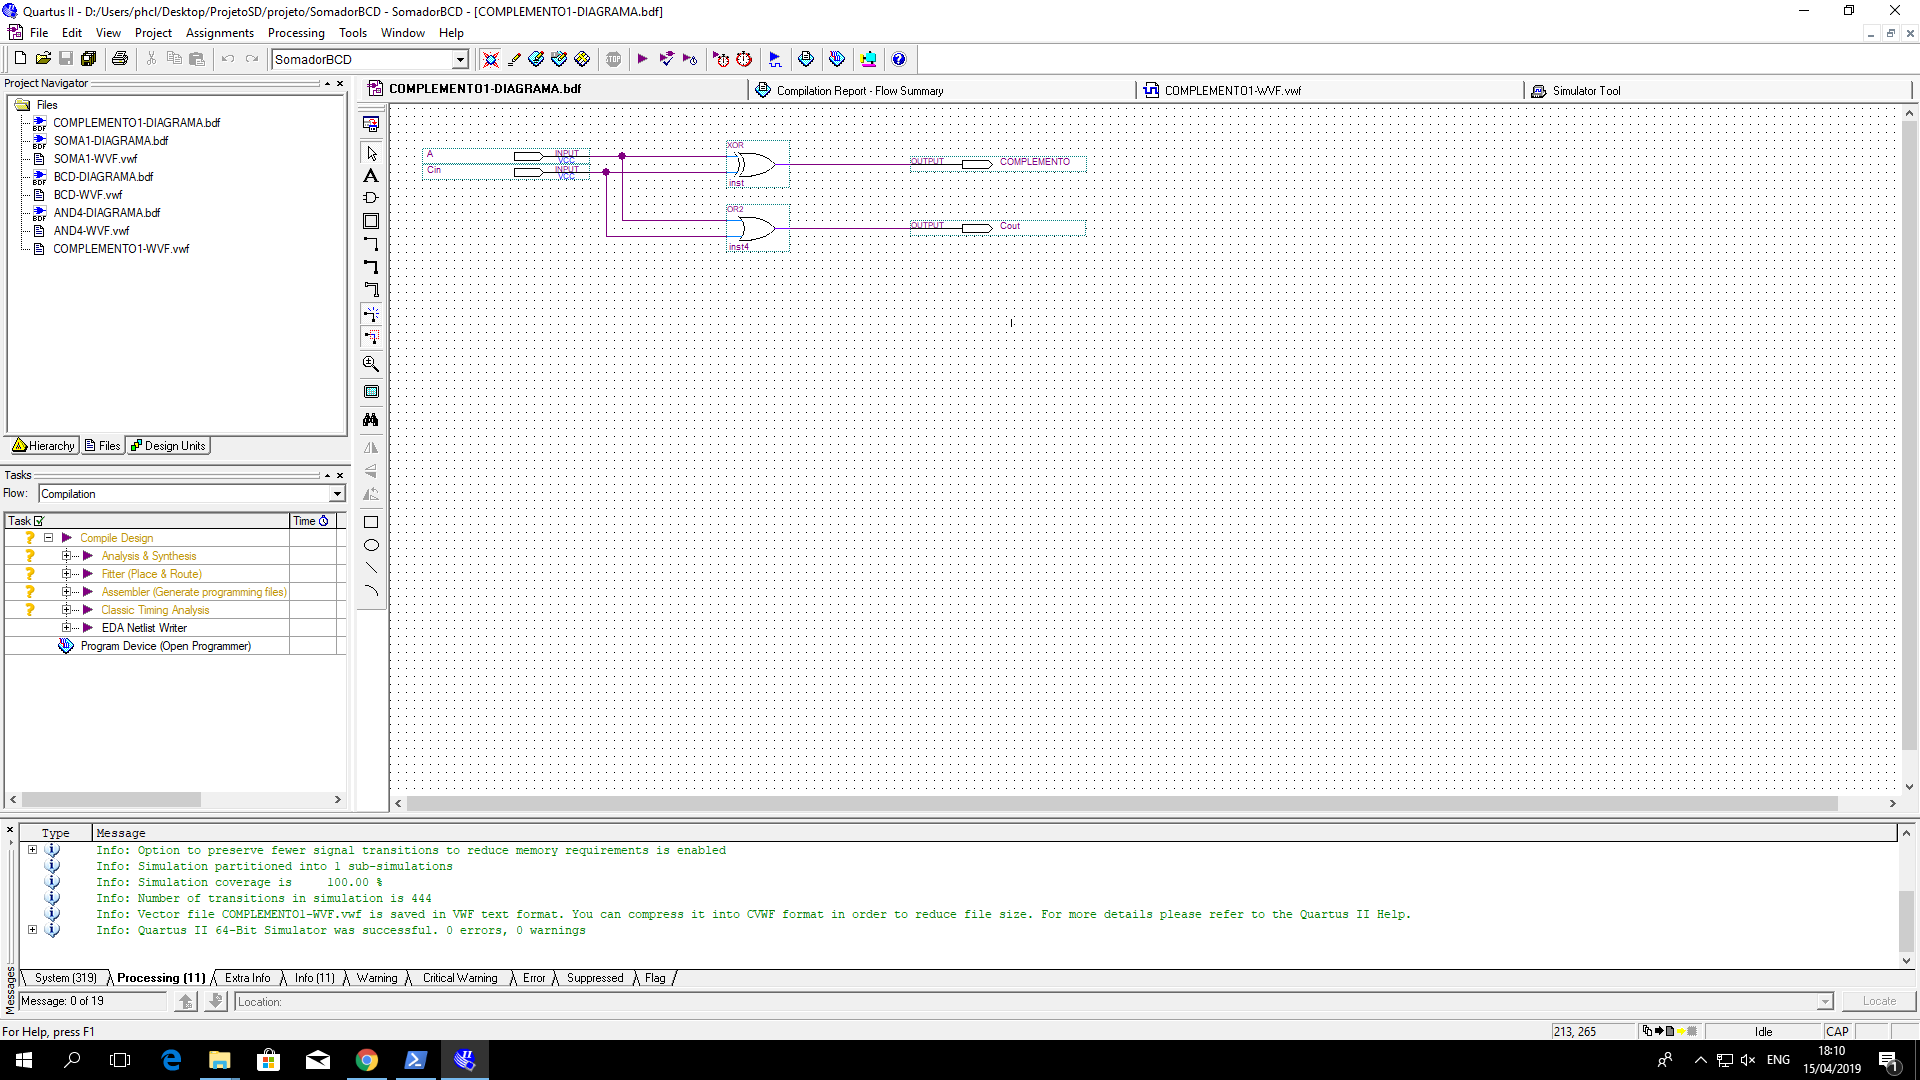 Quartus II - D:/Users/phcl/Desktop/ProjetoSD/projeto/SomadorBCD - SomadorBCD - [COMPLEMENTO1-DIAGRAMA.bdf]
File Edit View Project Assignments Processing Tools Window Help
SomadorBCD
STOP
Project Navigator
Files
COMPLEMENTO1-DIAGRAMA.bdf
SOMA1-DIAGRAMA.bdf
SOMA1-WVF.vwf
BCD-DIAGRAMA.bdf
BCD-WVF.vwf
AND4-DIAGRAMA.bdf
AND4-WVF.vwf
COMPLEMENTO1-WVF.vwf
Hierarchy Files Design Units
Tasks
Flow: Compilation
Task Time
Compile Design
Analysis & Synthesis
Fitter (Place & Route)
Assembler (Generate programming files)
Classic Timing Analysis
EDA Netlist Writer
Program Device (Open Programmer)
COMPLEMENTO1-DIAGRAMA.bdf Compilation Report - Flow Summary COMPLEMENTO1-WVF.vwf Simulator Tool
A INPUT VCC
Cin INPUT VCC
XOR
inst
OUTPUT COMPLEMENTO
OR2
inst4
OUTPUT Cout
Type Message
Info: Option to preserve fewer signal transitions to reduce memory requirements is enabled
Info: Simulation partitioned into 1 sub-simulations
Info: Simulation coverage is 100.00 %
Info: Number of transitions in simulation is 444
Info: Vector file COMPLEMENTO1-WVF.vwf is saved in VWF text format. You can compress it into CVWF format in order to reduce file size. For more details please refer to the Quartus II Help.
Info: Quartus II 64-Bit Simulator was successful. 0 errors, 0 warnings
Messages
System (319) Processing (11) Extra Info Info (11) Warning Critical Warning Error Suppressed Flag
Message: 0 of 19 Location: Locate
For Help, press F1 213, 265 Idle CAP
ENG
18:10
15/04/2019
1